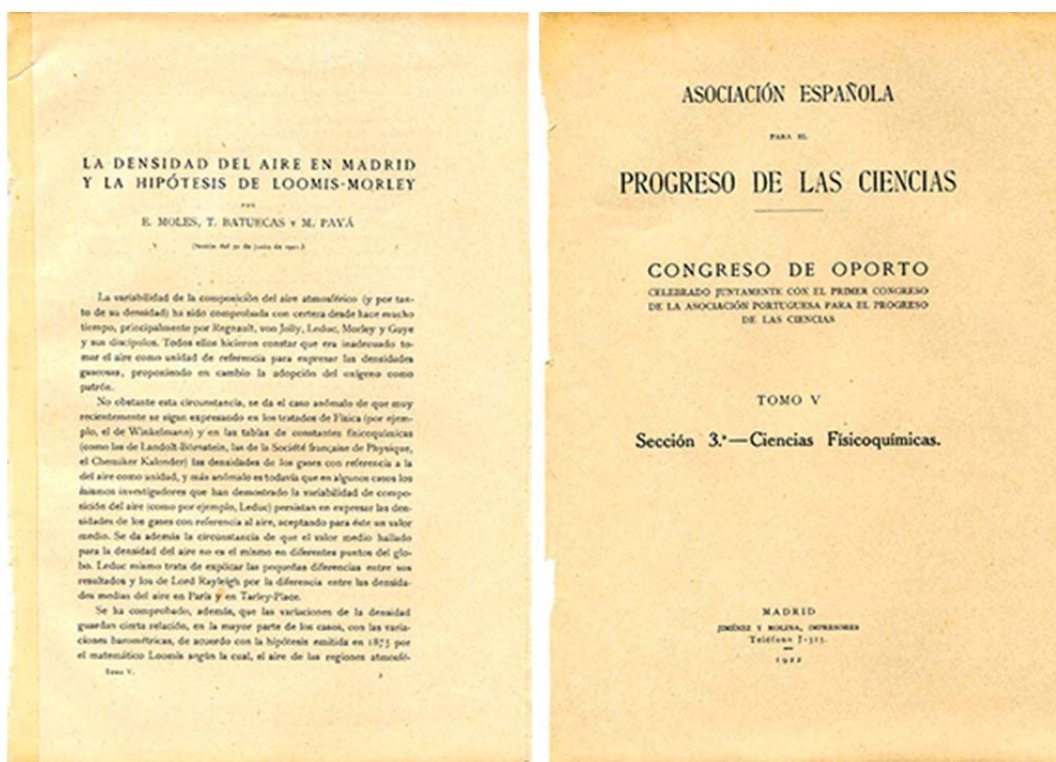 LA DENSIDAD DEL AIRE EN MADRID
Y LA HIPÓTESIS DE LOOMIS-MORLEY
POR
E. MOLES, T. BATUECAS Y M. PAYÁ
(Sesión del 30 de junio de 1921.)
La variabilidad de la composición del aire atmosférico (y por tan-
to de su densidad) ha sido comprobada con certeza desde hace mucho
tiempo, principalmente por Regnault, von Jolly, Leduc, Morley y Guye
y sus discípulos. Todos ellos hicieron constar que era inadecuado to-
mar el aire como unidad de referencia para expresar las densidades
gaseosas, proponiendo en cambio la adopción del oxígeno como
patrón.
No obstante esta circunstancia, se da el caso anómalo de que muy
recientemente se sigan expresando en los tratados de Física (por ejem-
plo, el de Winkelmann) y en las tablas de constantes fisicoquímicas
(como las de Landolt-Börnstein, las de la Société française de Physique,
el Chemiker Kalender) las densidades de los gases con referencia a la
del aire como unidad, y más anómalo es todavía que en algunos casos los
mismos investigadores que han demostrado la variabilidad de compo-
sición del aire (como por ejemplo, Leduc) persistan en expresar las den-
sidades de los gases con referencia al aire, aceptando para éste un valor
medio. Se da además la circunstancia de que el valor medio hallado
para la densidad del aire no es el mismo en diferentes puntos del glo-
bo. Leduc mismo trata de explicar las pequeñas diferencias entre sus
resultados y los de Lord Rayleigh por la diferencia entre las densida-
des medias del aire en París y en Tarley-Place.
Se ha comprobado, además, que las variaciones de la densidad
guardan cierta relación, en la mayor parte de los casos, con las varia-
ciones barométricas, de acuerdo con la hipótesis emitida en 1875 por
el matemático Loomis según la cual, el aire de las regiones atmosfé-
Tomo V.
ASOCIACIÓN ESPAÑOLA
PARA EL
PROGRESO DE LAS CIENCIAS
CONGRESO DE OPORTO
CELEBRADO JUNTAMENTE CON EL PRIMER CONGRESO
DE LA ASOCIACIÓN PORTUGUESA PARA EL PROGRESO
DE LAS CIENCIAS
TOMO V
Sección 3.ª—Ciencias Físicoquímicas.
MADRID
JIMÉNEZ Y MOLINA, IMPRESORES
Teléfono J-315.
1922